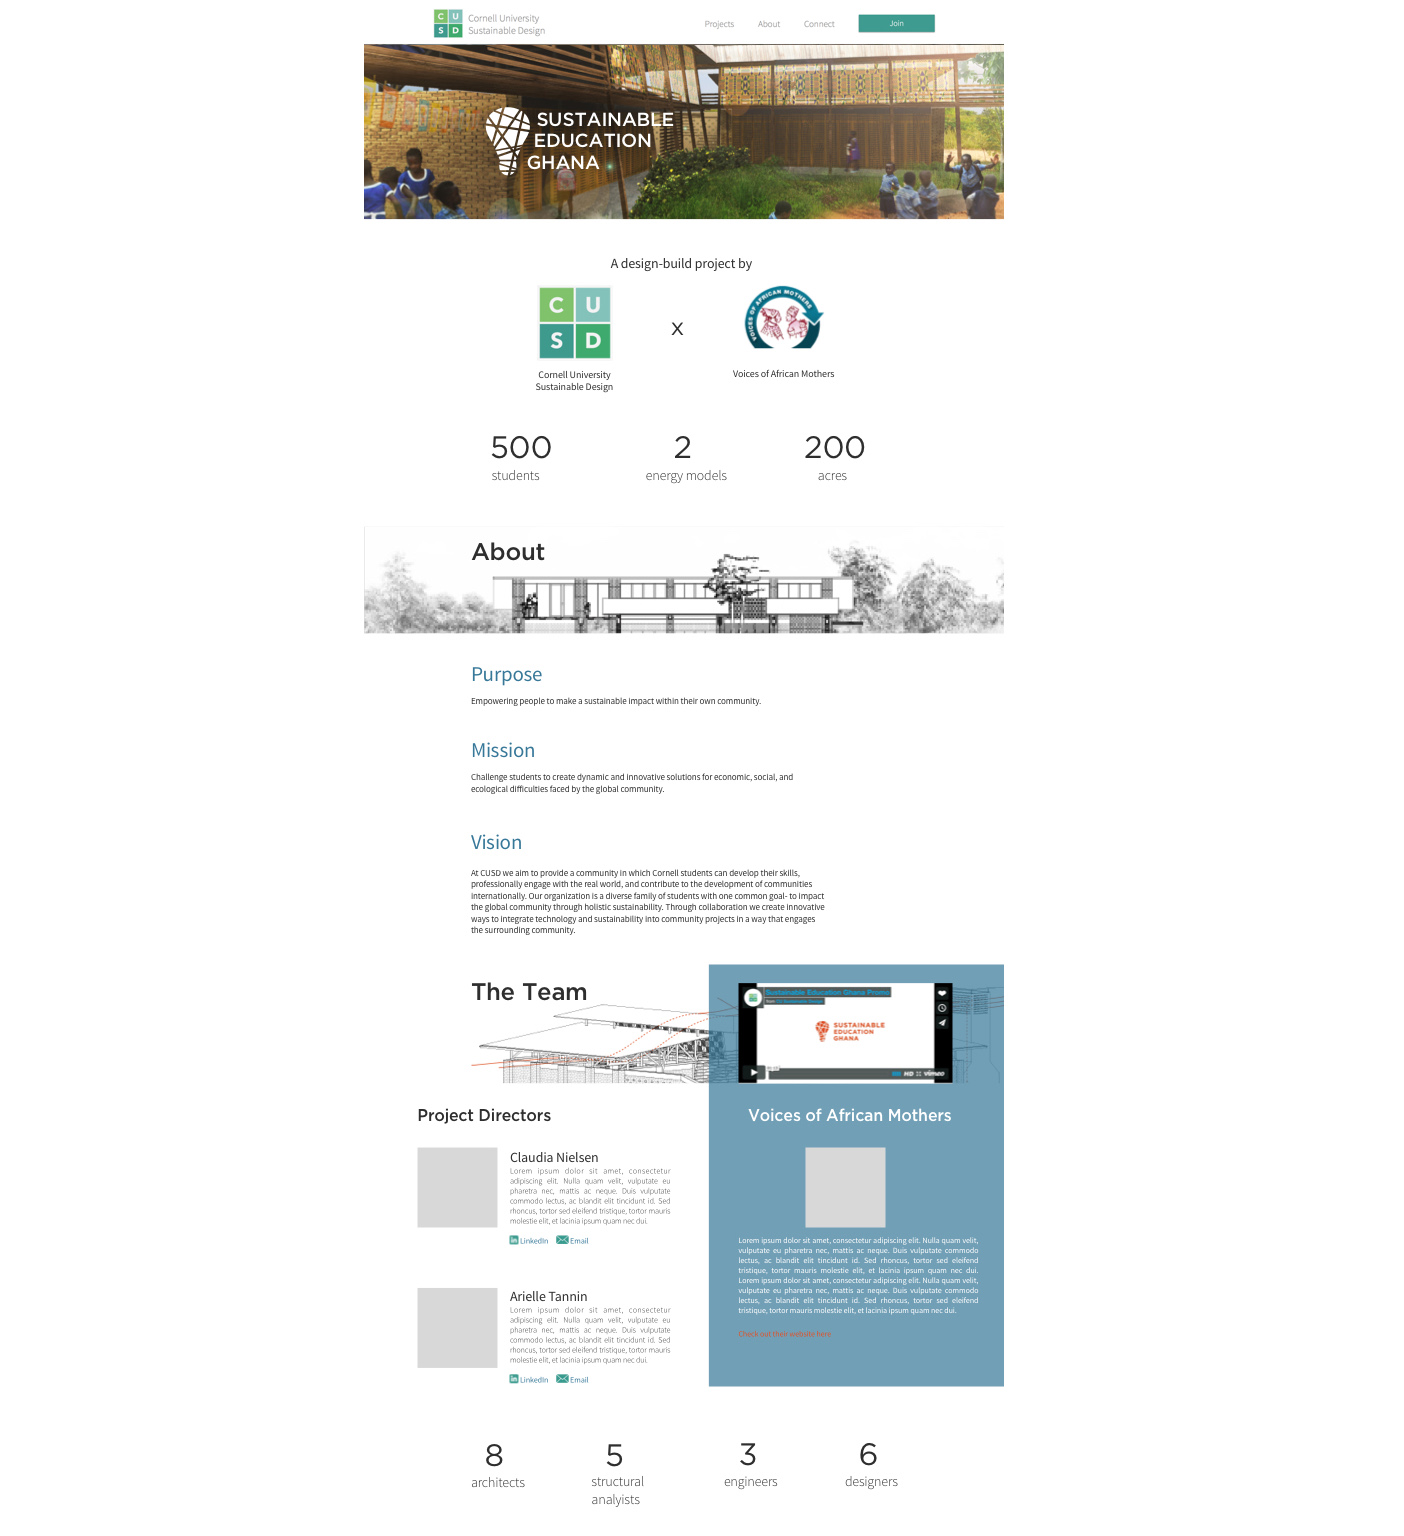 C U
S D
Cornell University
Sustainable Design
Projects About Connect Join
SUSTAINABLE
EDUCATION
GHANA
A design-build project by
C U
S D
X
VOICES OF AFRICAN MOTHERS
Cornell University
Sustainable Design
Voices of African Mothers
500
students
2
energy models
200
acres
About
Purpose
Empowering people to make a sustainable impact within their own community.
Mission
Challenge students to create dynamic and innovative solutions for economic, social, and
ecological difficulties faced by the global community.
Vision
At CUSD we aim to provide a community in which Cornell students can develop their skills,
professionally engage with the real world, and contribute to the development of communities
internationally. Our organization is a diverse family of students with one common goal- to impact
the global community through holistic sustainability. Through collaboration we create innovative
ways to integrate technology and sustainability into community projects in a way that engages
the surrounding community.
The Team
Sustainable Education Ghana Promo
SUSTAINABLE
EDUCATION
GHANA
HD vimeo
Project Directors
Claudia Nielsen
Lorem ipsum dolor sit amet, consectetur
adipiscing elit. Nulla quam velit, vulputate eu
pharetra nec, mattis ac neque. Duis vulputate
commodo lectus, ac blandit elit tincidunt id. Sed
rhoncus, tortor sed eleifend tristique, tortor mauris
molestie elit, et lacinia ipsum quam nec dui.
in LinkedIn Email
Arielle Tannin
Lorem ipsum dolor sit amet, consectetur
adipiscing elit. Nulla quam velit, vulputate eu
pharetra nec, mattis ac neque. Duis vulputate
commodo lectus, ac blandit elit tincidunt id. Sed
rhoncus, tortor sed eleifend tristique, tortor mauris
molestie elit, et lacinia ipsum quam nec dui.
in LinkedIn Email
Voices of African Mothers
Lorem ipsum dolor sit amet, consectetur adipiscing elit. Nulla quam velit,
vulputate eu pharetra nec, mattis ac neque. Duis vulputate commodo
lectus, ac blandit elit tincidunt id. Sed rhoncus, tortor sed eleifend
tristique, tortor mauris molestie elit, et lacinia ipsum quam nec dui.
Lorem ipsum dolor sit amet, consectetur adipiscing elit. Nulla quam velit,
vulputate eu pharetra nec, mattis ac neque. Duis vulputate commodo
lectus, ac blandit elit tincidunt id. Sed rhoncus, tortor sed eleifend
tristique, tortor mauris molestie elit, et lacinia ipsum quam nec dui.
Check out their website here
8
architects
5
structural
analyists
3
engineers
6
designers